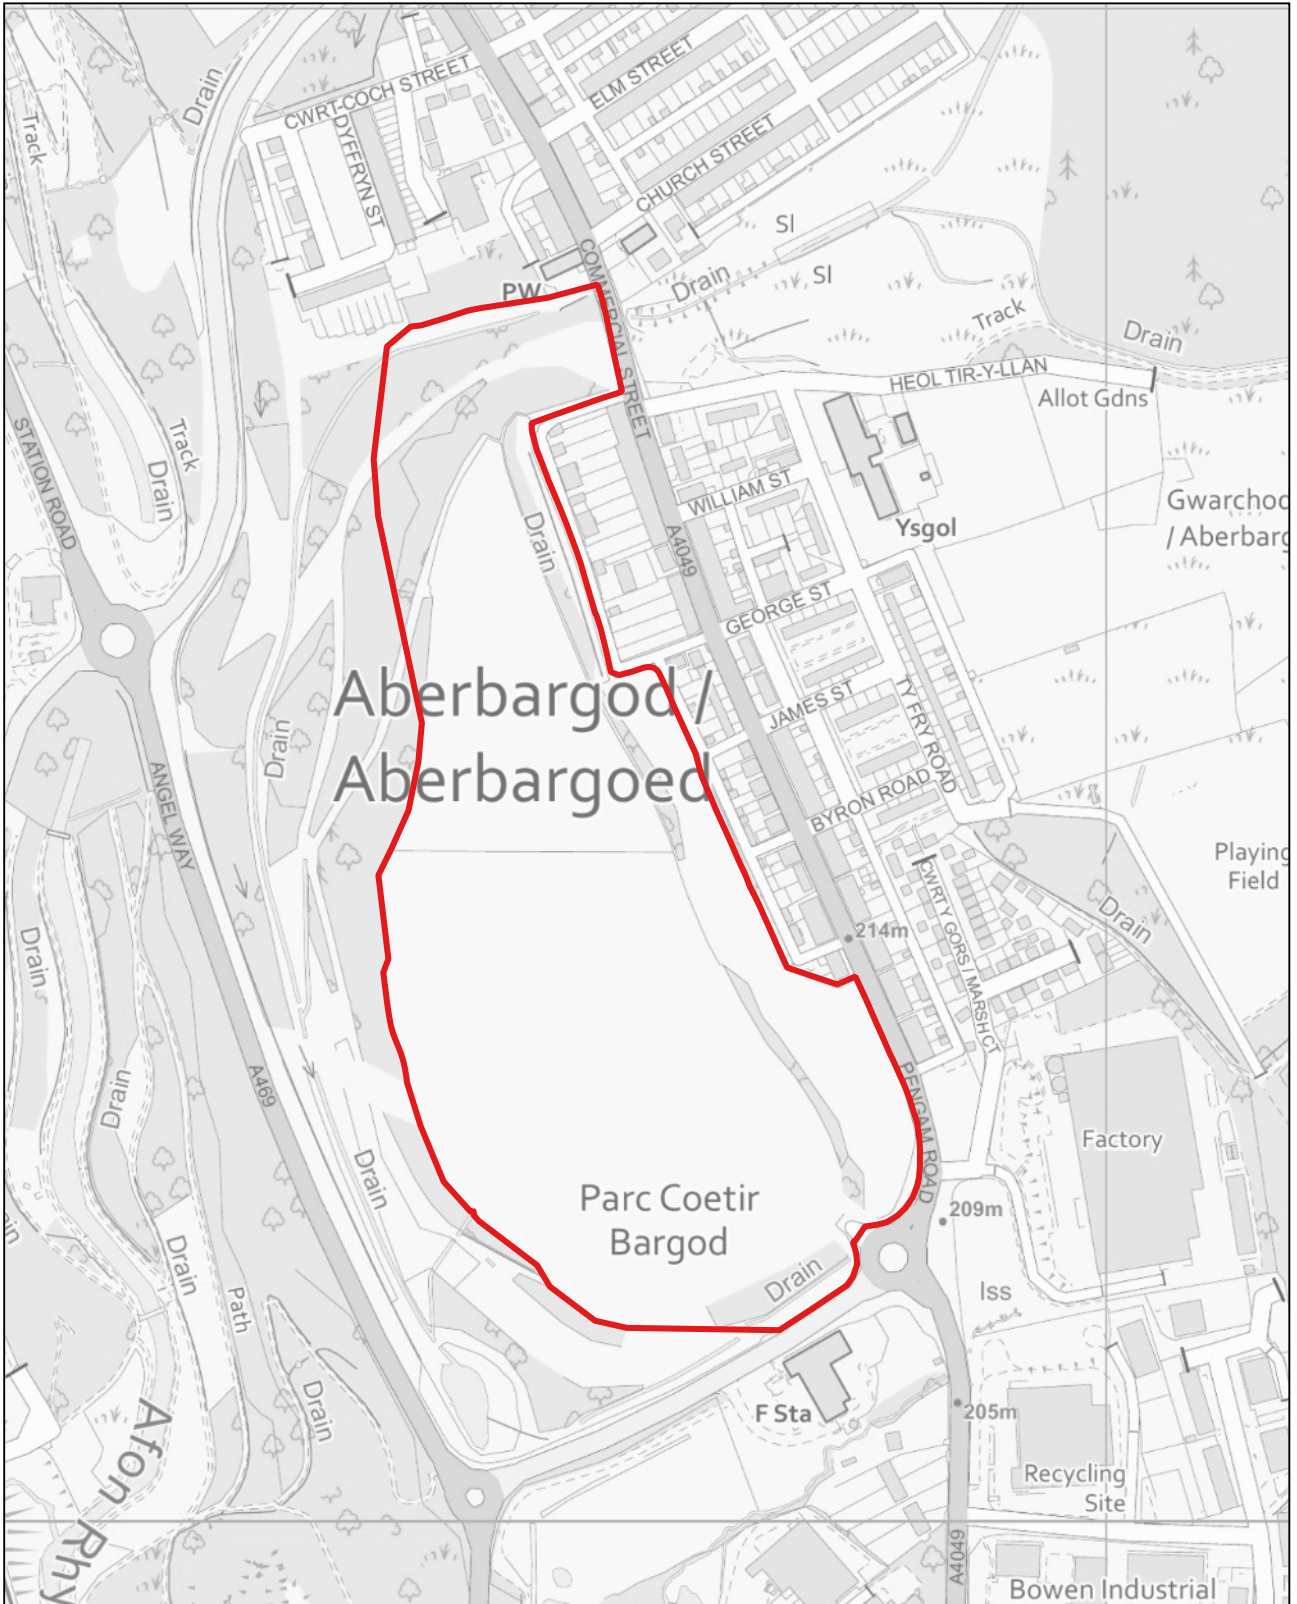 ELM STREET
CWRT-COCH STREET
Drain
Track
DYFFRYN ST
CHURCH STREET
Sl
COMMERCIAL STREET
Drain
Sl
PW
Track
Drain
HEOL TIR-Y-LLAN
Allot Gdns
STATION ROAD
Track
Drain
WILLIAM ST
Gwarchod
/ Aberbarg
Ysgol
Drain
A4049
GEORGE ST
Aberbargod /
Aberbargoed
JAMES ST
TY FRY ROAD
Drain
ANGEL WAY
BYRON ROAD
Playing
Field
CWRT Y GORS / MARSH CT
Drain
214m
Drain
A469
Drain
PENGAM ROAD
Factory
Drain
Parc Coetir
Bargod
209m
Drain
Path
Drain
Iss
Drain
F Sta
205m
Afon Rhy
Recycling
Site
A4049
Bowen Industrial